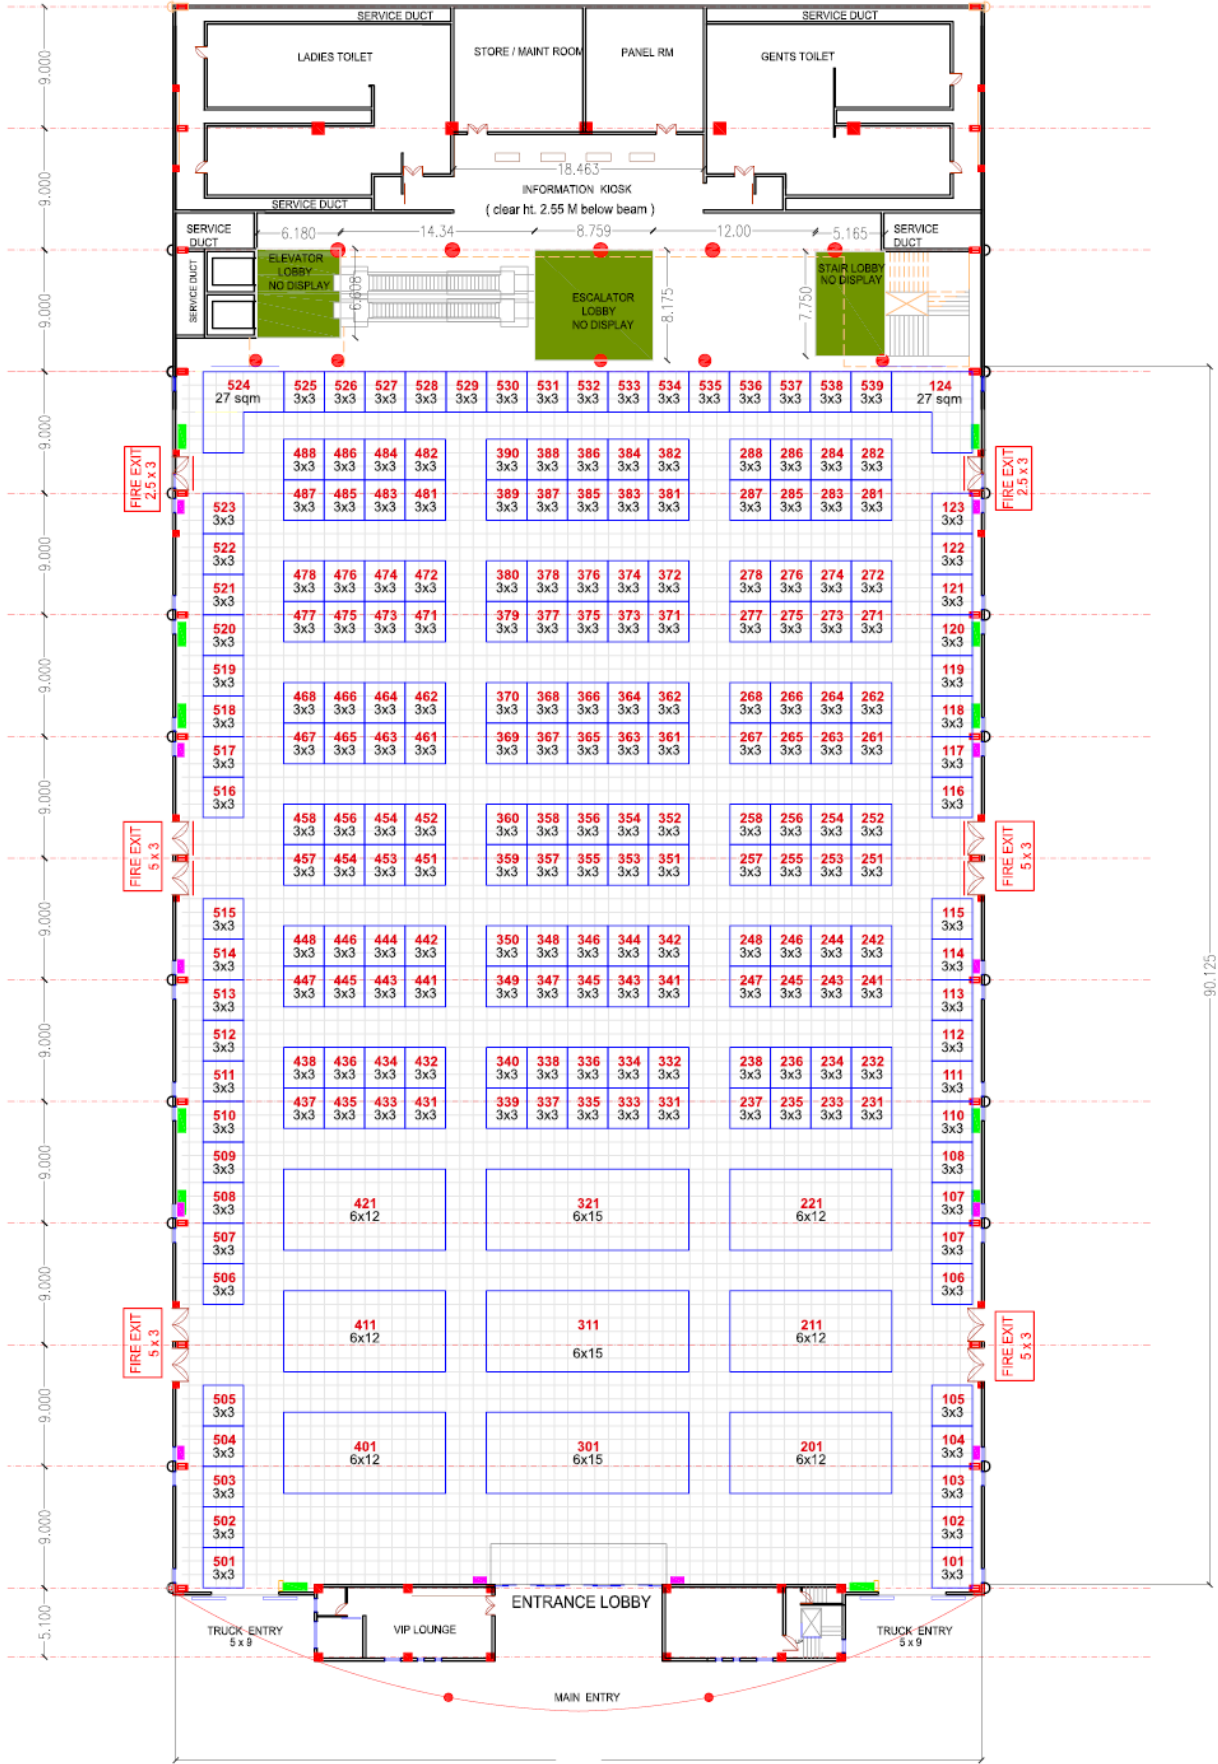 SERVICE DUCT
SERVICE DUCT
LADIES TOILET
STORE / MAINT ROOM
PANEL RM
GENTS TOILET
9.000
18.463
INFORMATION KIOSK
( clear ht. 2.55 M below beam )
9.000
SERVICE DUCT
SERVICE
DUCT
6.180
14.34
8.759
12.00
5.165
SERVICE
DUCT
SERVICE DUCT
ELEVATOR
LOBBY
NO DISPLAY
6.608
ESCALATOR
LOBBY
NO DISPLAY
8.175
7.750
STAIR LOBBY
NO DISPLAY
9.000
524 525 526 527 528 529 530 531 532 533 534 535 536 537 538 539 124
27 sqm 3x3 3x3 3x3 3x3 3x3 3x3 3x3 3x3 3x3 3x3 3x3 3x3 3x3 3x3 3x3 27 sqm
9.000
488 486 484 482 390 388 386 384 382 288 286 284 282
3x3 3x3 3x3 3x3 3x3 3x3 3x3 3x3 3x3 3x3 3x3 3x3 3x3
FIRE EXIT
2.5 x 3
FIRE EXIT
2.5 x 3
487 485 483 481 389 387 385 383 381 287 285 283 281
3x3 3x3 3x3 3x3 3x3 3x3 3x3 3x3 3x3 3x3 3x3 3x3 3x3
523 123
3x3 3x3
522 122
3x3 3x3
9.000
478 476 474 472 380 378 376 374 372 278 276 274 272
3x3 3x3 3x3 3x3 3x3 3x3 3x3 3x3 3x3 3x3 3x3 3x3 3x3
521 121
3x3 3x3
477 475 473 471 379 377 375 373 371 277 275 273 271
3x3 3x3 3x3 3x3 3x3 3x3 3x3 3x3 3x3 3x3 3x3 3x3 3x3
520 120
3x3 3x3
519 119
3x3 3x3
9.000
468 466 464 462 370 368 366 364 362 268 266 264 262
3x3 3x3 3x3 3x3 3x3 3x3 3x3 3x3 3x3 3x3 3x3 3x3 3x3
518 118
3x3 3x3
467 465 463 461 369 367 365 363 361 267 265 263 261
3x3 3x3 3x3 3x3 3x3 3x3 3x3 3x3 3x3 3x3 3x3 3x3 3x3
517 117
3x3 3x3
516 116
3x3 3x3
9.000
458 456 454 452 360 358 356 354 352 258 256 254 252
3x3 3x3 3x3 3x3 3x3 3x3 3x3 3x3 3x3 3x3 3x3 3x3 3x3
FIRE EXIT
5 x 3
FIRE EXIT
5 x 3
457 454 453 451 359 357 355 353 351 257 255 253 251
3x3 3x3 3x3 3x3 3x3 3x3 3x3 3x3 3x3 3x3 3x3 3x3 3x3
9.000
515 115
3x3 3x3
448 446 444 442 350 348 346 344 342 248 246 244 242
3x3 3x3 3x3 3x3 3x3 3x3 3x3 3x3 3x3 3x3 3x3 3x3 3x3
514 114
3x3 3x3
90.125
447 445 443 441 349 347 345 343 341 247 245 243 241
3x3 3x3 3x3 3x3 3x3 3x3 3x3 3x3 3x3 3x3 3x3 3x3 3x3
513 113
3x3 3x3
9.000
512 112
3x3 3x3
438 436 434 432 340 338 336 334 332 238 236 234 232
3x3 3x3 3x3 3x3 3x3 3x3 3x3 3x3 3x3 3x3 3x3 3x3 3x3
511 111
3x3 3x3
437 435 433 431 339 337 335 333 331 237 235 233 231
3x3 3x3 3x3 3x3 3x3 3x3 3x3 3x3 3x3 3x3 3x3 3x3 3x3
510 110
3x3 3x3
9.000
509 108
3x3 3x3
508 107
3x3 3x3
421 321 221
6x12 6x15 6x12
507 107
3x3 3x3
9.000
506 106
3x3 3x3
FIRE EXIT
5 x 3
411 311 211
6x12 6x15 6x12
FIRE EXIT
5 x 3
9.000
505 105
3x3 3x3
504 104
3x3 3x3
401 301 201
6x12 6x15 6x12
503 103
3x3 3x3
9.000
502 102
3x3 3x3
501 101
3x3 3x3
ENTRANCE LOBBY
5.100
TRUCK ENTRY
5 x 9
VIP LOUNGE
TRUCK ENTRY
5 x 9
MAIN ENTRY